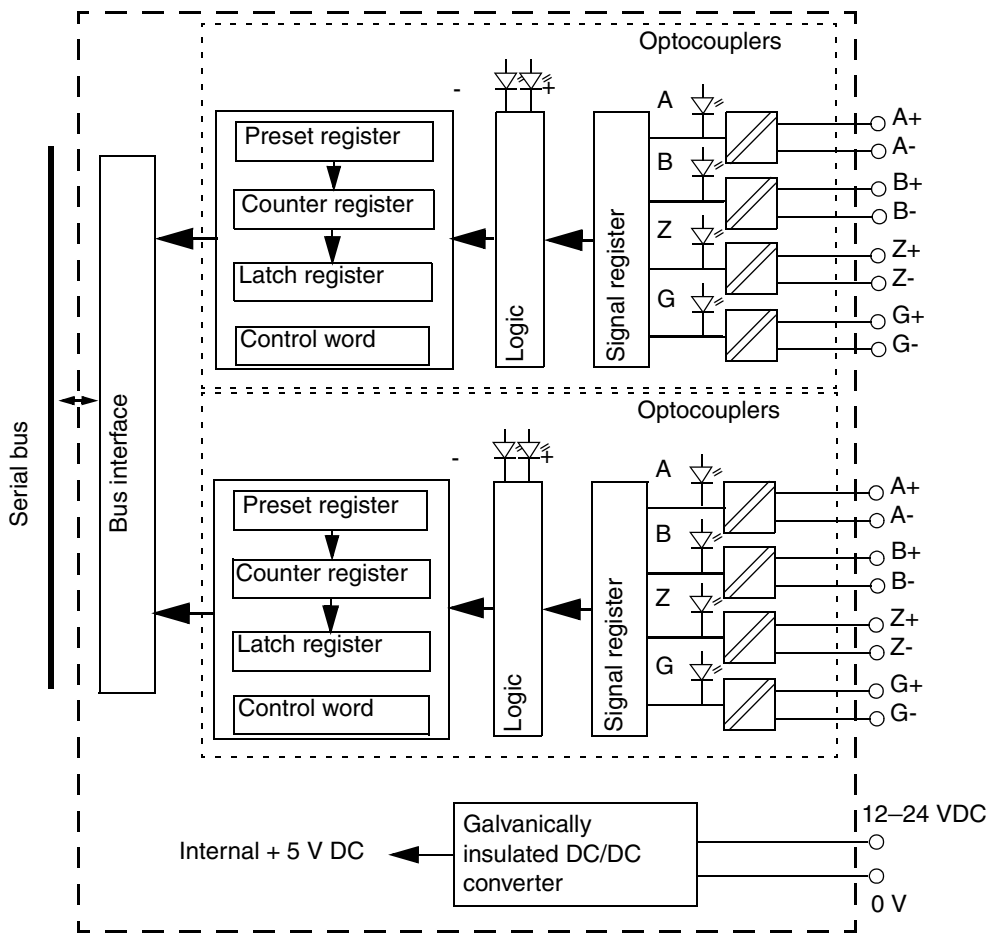 Optocouplers
-
+
Preset register
Counter register
Latch register
Control word
Logic
Signal register
A
B
Z
G
A+
A-
B+
B-
Z+
Z-
G+
G-
Serial bus
Bus interface
Optocouplers
-
+
Preset register
Counter register
Latch register
Control word
Logic
Signal register
A
B
Z
G
A+
A-
B+
B-
Z+
Z-
G+
G-
Internal + 5 V DC
Galvanically
insulated DC/DC
converter
12–24 VDC
0 V